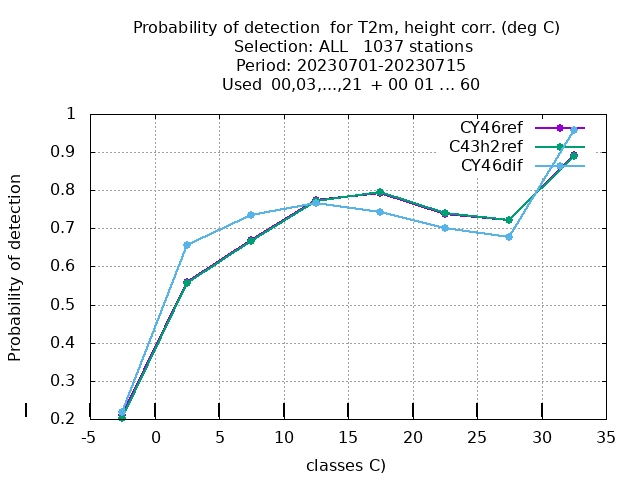 Probability of detection  for T2m, height corr. (deg C)
Selection: ALL   1037 stations
Period: 20230701-20230715
Used  00,03,...,21  + 00 01 ... 60
CY46ref
C43h2ref
CY46dif
1
0.9
0.8
0.7
0.6
0.5
0.4
0.3
0.2
Probability of detection
-5 0 5 10 15 20 25 30 35
classes C)